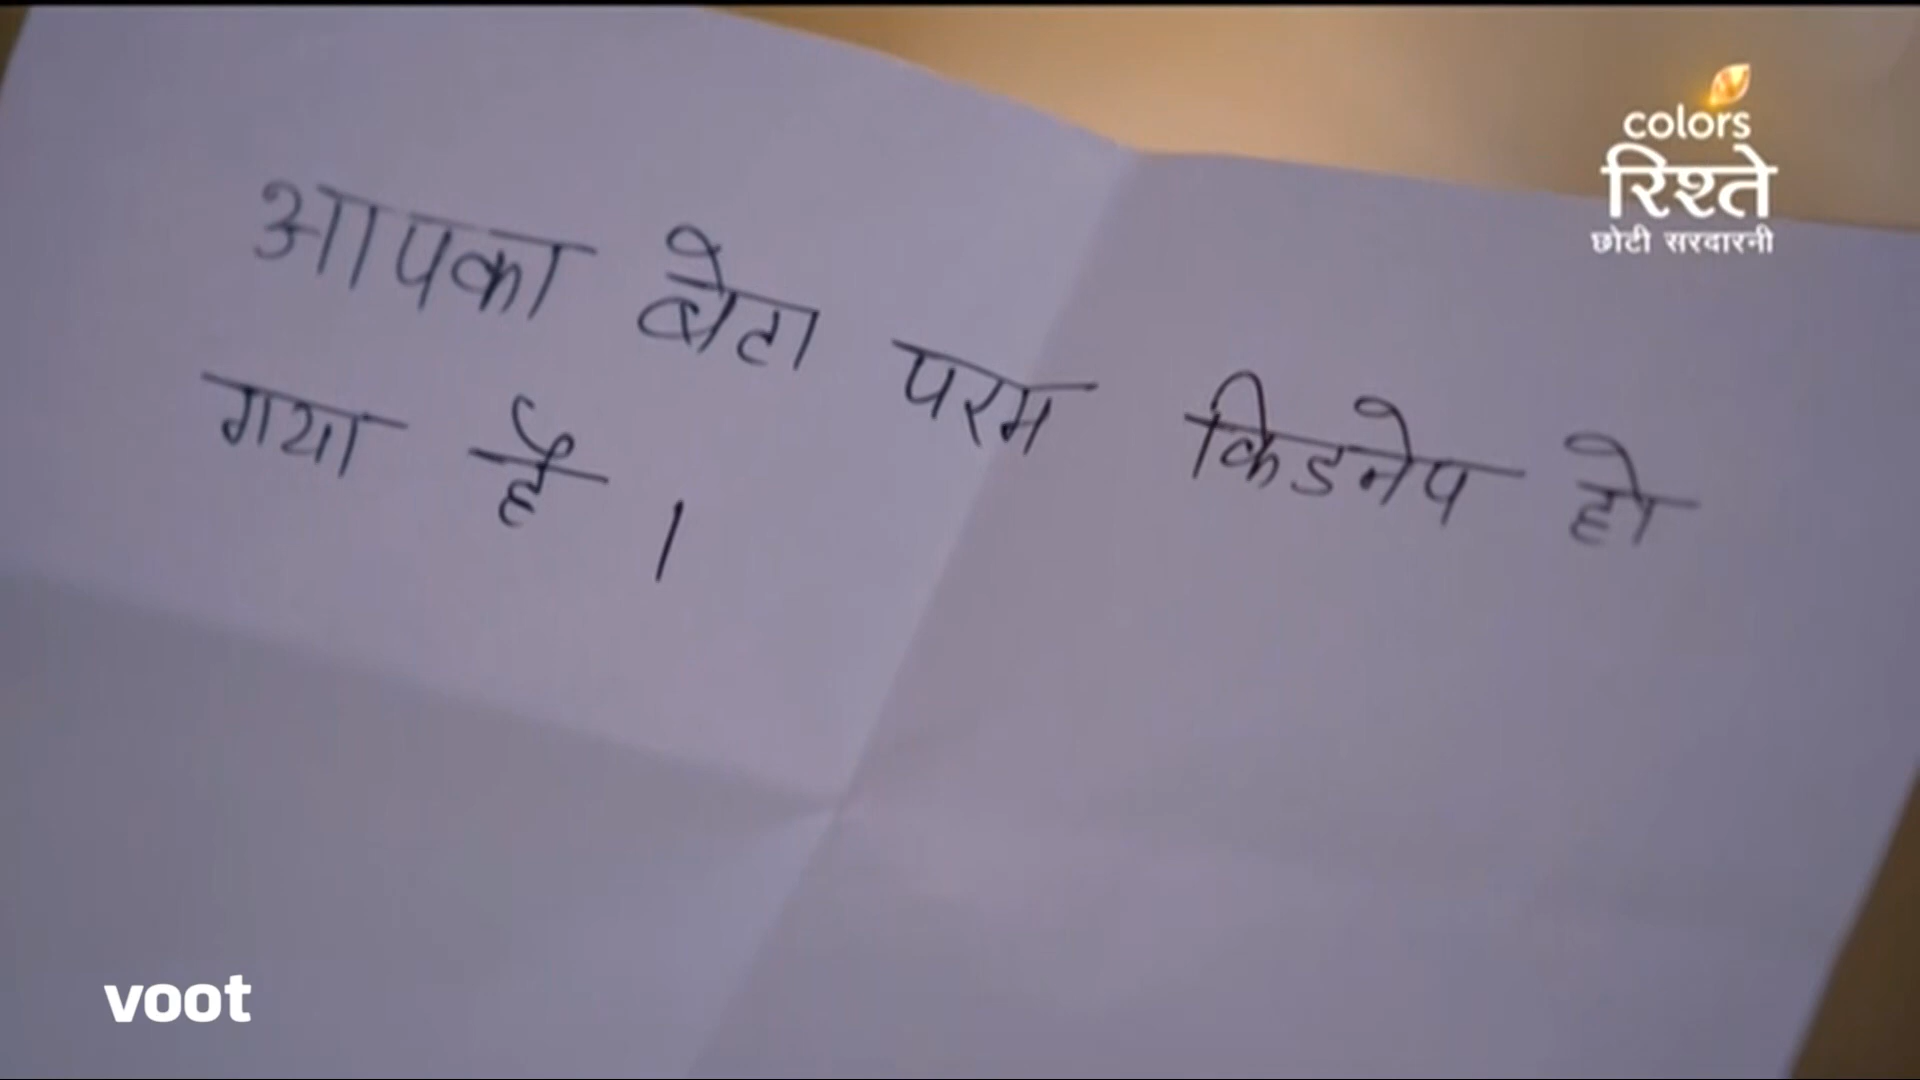 colors
रिश्ते
छोटी सरदारनी
आपका बेटा परम किडनेप हो
गया है ।
voot